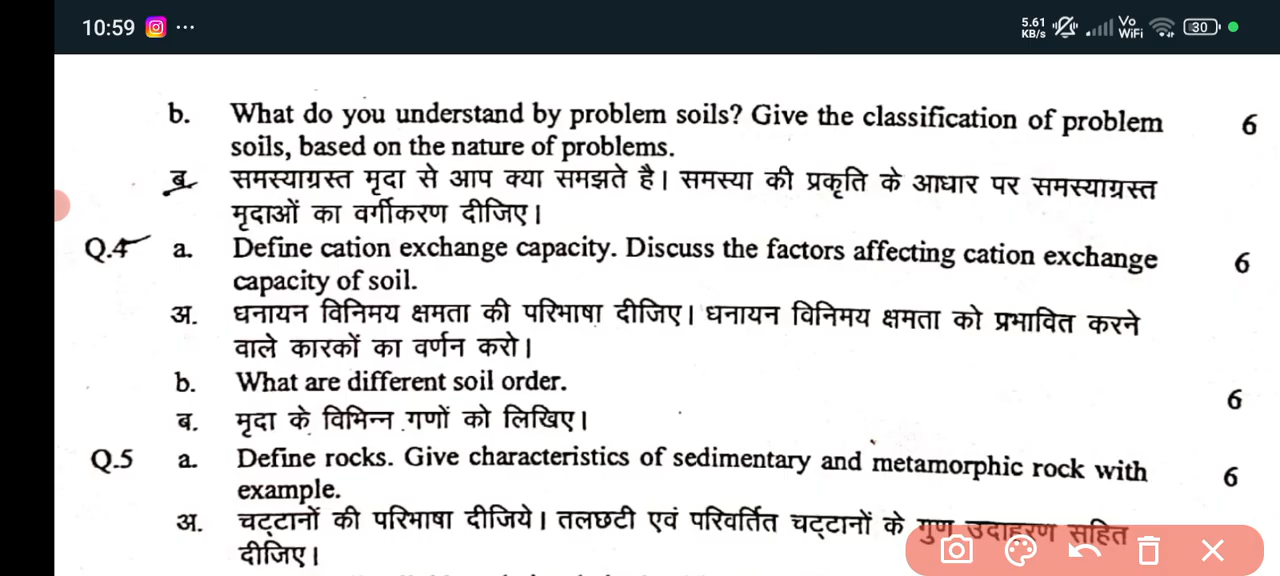 10:59 ... 5.61 KB/s Vo WiFi 30
b. What do you understand by problem soils? Give the classification of problem 6
soils, based on the nature of problems.
ब. समस्याग्रस्त मृदा से आप क्या समझते है। समस्या की प्रकृति के आधार पर समस्याग्रस्त
मृदाओं का वर्गीकरण दीजिए।
Q.4 a. Define cation exchange capacity. Discuss the factors affecting cation exchange 6
capacity of soil.
अ. धनायन विनिमय क्षमता की परिभाषा दीजिए। धनायन विनिमय क्षमता को प्रभावित करने
वाले कारकों का वर्णन करो।
b. What are different soil order. 6
ब. मृदा के विभिन्न गणों को लिखिए।
Q.5 a. Define rocks. Give characteristics of sedimentary and metamorphic rock with 6
example.
अ. चट्टानों की परिभाषा दीजिये। तलछटी एवं परिवर्तित चट्टानों के गुण उदाहरण सहित
दीजिए।